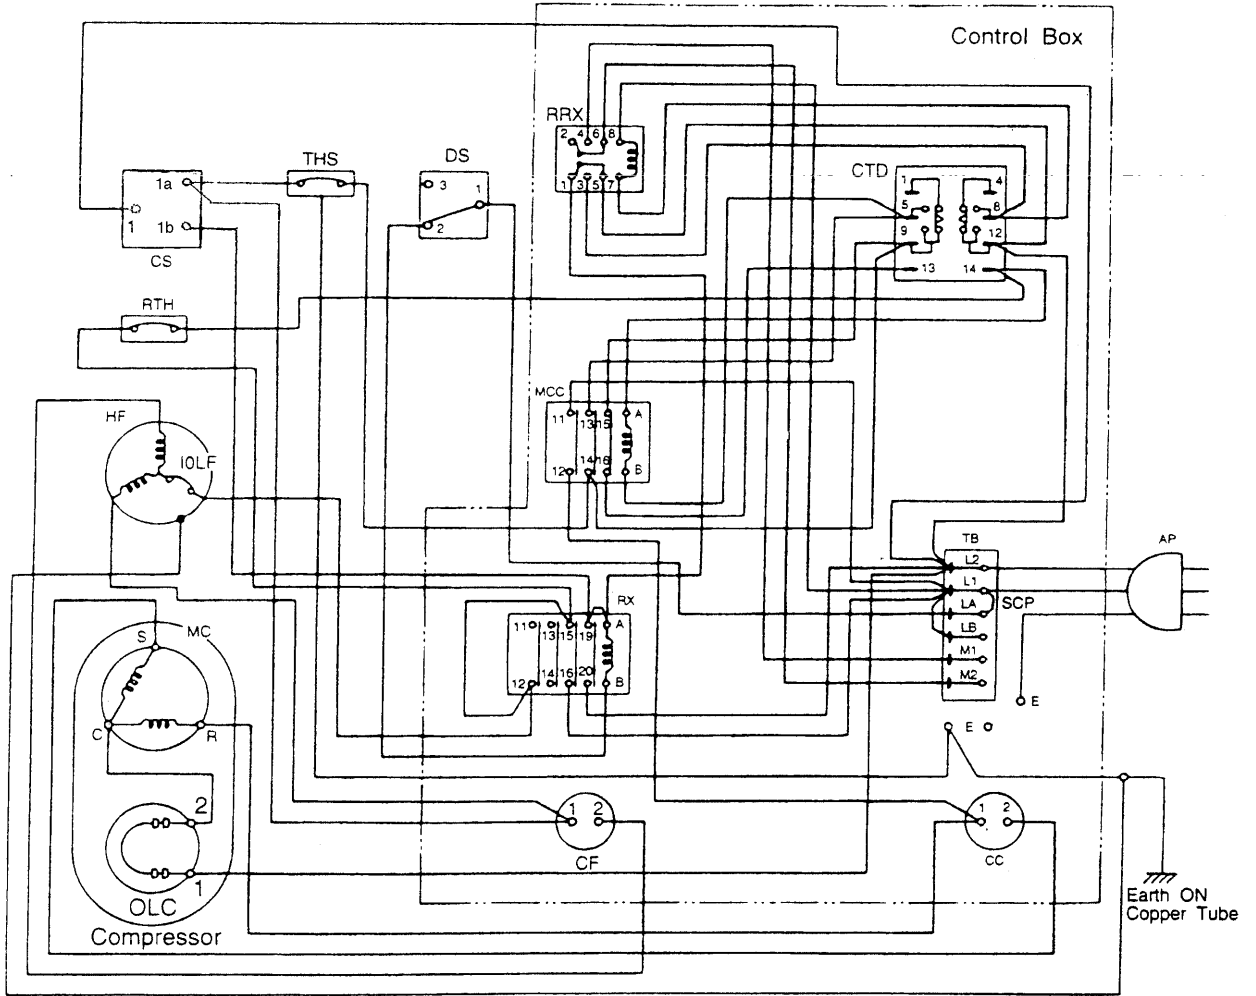 Control Box
RRX
2 4 6 8
1 3 5 7
THS
DS
3
1
2
CTD
1 4
5 8
9 12
13 14
1a
1
1b
CS
RTH
MCC
11 13 15 A
12 14 16 B
HF
10LF
TB
L2
L1
LA
LB
M1
M2
SCP
AP
E
E
RX
11 13 15 19 A
12 14 16 20 B
S
MC
C
R
2
1
OLC
Compressor
1 2
CF
1 2
CC
Earth ON
Copper Tube